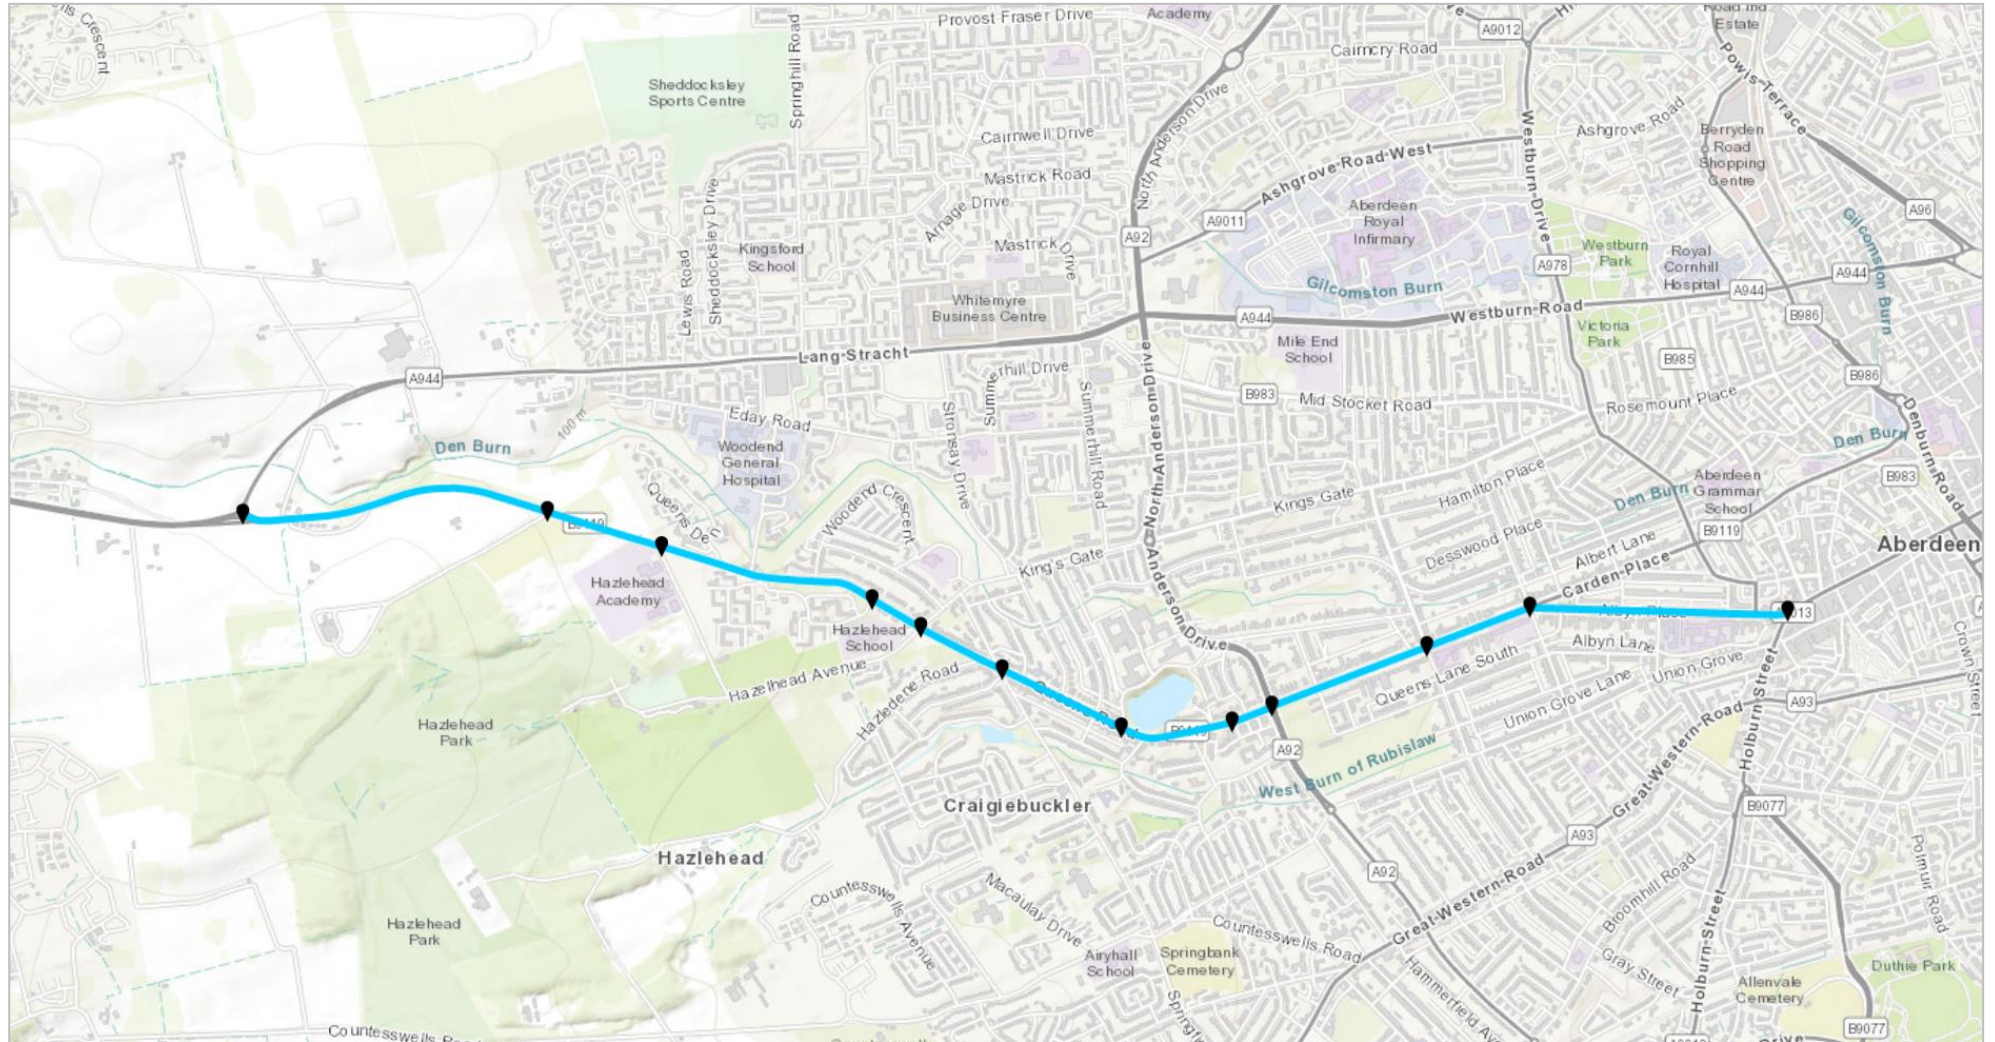 Crescent
Provost Fraser Drive
Academy
A9012
Road Ind
Estate
Cairncry Road
Springhill Road
Sheddocksley
Sports Centre
Powis Terrace
North Anderson Drive
Cairnwell Drive
Ashgrove Road
Berryden
Road
Shopping
Centre
Westburn Drive
Ashgrove Road West
Mastrick Road
Arnage Drive
A9011
Aberdeen
Royal
Infirmary
A96
Gilcomston Burn
A92
Mastrick Drive
Kingsford
School
Lewis Road
Sheddocksley Drive
Westburn
Park
Royal
Cornhill
Hospital
A978
A944
A944
Gilcomston Burn
Whitemyre
Business Centre
A944
Westburn Road
B986
Victoria
Park
Mile End
School
Lang Stracht
B985
A944
Summerhill Drive
B986
B983
Mid Stocket Road
Rosemount Place
Eday Road
Stronsay Drive
Summerhill Road
North Anderson Drive
100 m
Den Burn
Woodend
General
Hospital
Den Burn
Denburn Road
Aberdeen
Grammar
School
B983
Hamilton Place
Kings Gate
Den Burn
Queens Den
Woodend Crescent
B9119
B9119
Desswood Place
Albert Lane
Aberdeen
King's Gate
Carden Place
Hazlehead
Academy
Anderson Drive
Albyn Place
Hazlehead
School
Albyn Lane
Union Grove
Crown Street
Hazelhead Avenue
Hazledene Road
Queens Lane South
Union Grove Lane
A93
Holburn Street
Hazlehead
Park
B9119
A92
West Burn of Rubislaw
Great Western Road
Craigiebuckler
B9077
A93
Hazlehead
A92
Polmuir Road
Countesswells Avenue
Macaulay Drive
Great Western Road
Broomhill Road
Holburn Street
Hazlehead
Park
Countesswells Road
Airyhall
School
Springbank
Cemetery
Gray Street
Duthie Park
Allenvale
Cemetery
Hammerfield
B9077
Countesswells
Drive